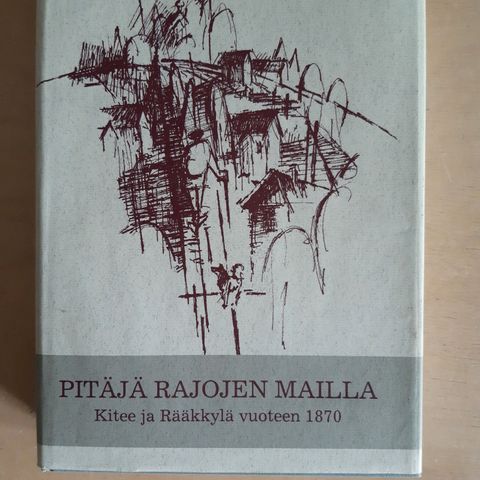 PITÄJÄ RAJOJEN MAILLA
Kitee ja Rääkkylä vuoteen 1870